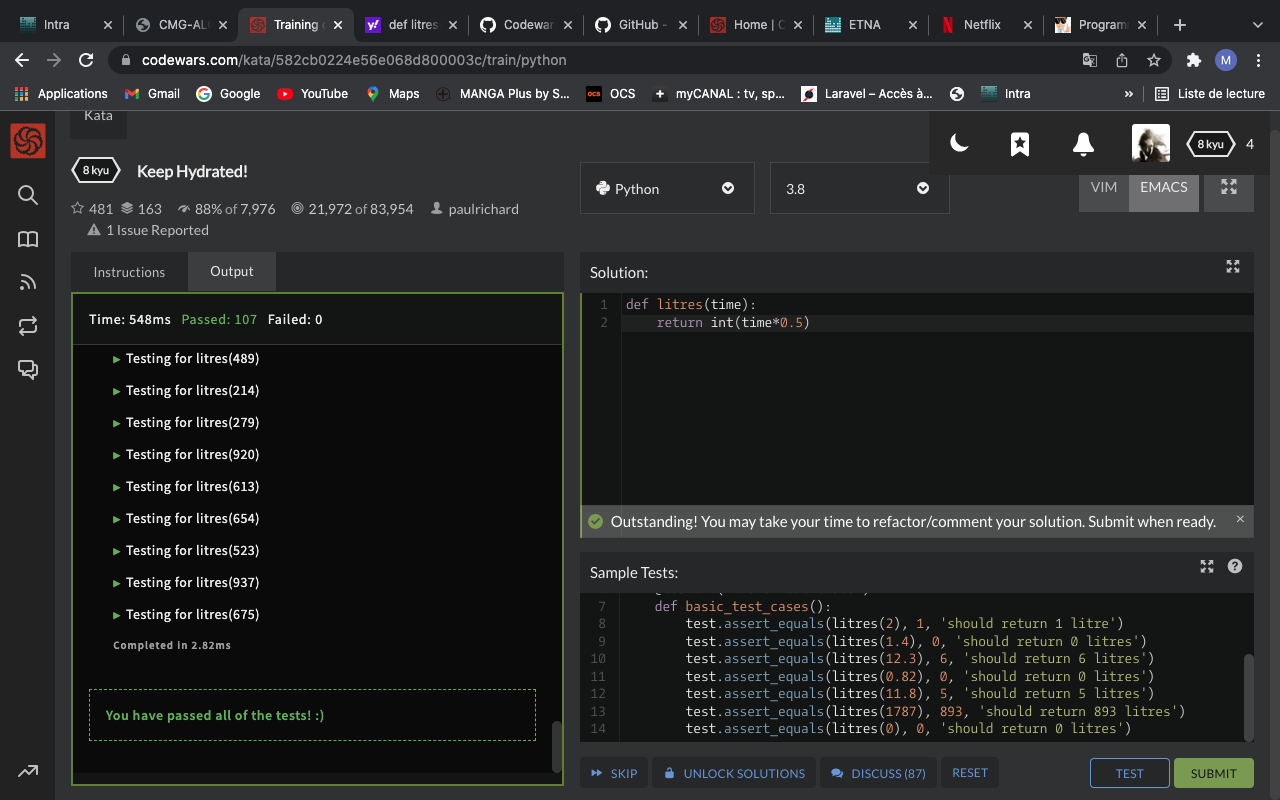 Intra
CMG-AL
Training
def litres
Codewar
GitHub -
Home | C
ETNA
Netflix
Program
codewars.com/kata/582cb0224e56e068d800003c/train/python
M
Applications
Gmail
Google
YouTube
Maps
MANGA Plus by S...
OCS
myCANAL : tv, sp...
Laravel – Accès à...
Intra
»
Liste de lecture
Kata
8 kyu
4
8 kyu
Keep Hydrated!
Python
3.8
VIM
EMACS
481
163
88% of 7,976
21,972 of 83,954
paulrichard
1 Issue Reported
Instructions
Output
Time: 548ms Passed: 107 Failed: 0
Testing for litres(489)
Testing for litres(214)
Testing for litres(279)
Testing for litres(920)
Testing for litres(613)
Testing for litres(654)
Testing for litres(523)
Testing for litres(937)
Testing for litres(675)
Completed in 2.82ms
You have passed all of the tests! :)
Solution:
1 def litres(time):
2 return int(time*0.5)
Outstanding! You may take your time to refactor/comment your solution. Submit when ready.
Sample Tests:
7 def basic_test_cases():
8 test.assert_equals(litres(2), 1, 'should return 1 litre')
9 test.assert_equals(litres(1.4), 0, 'should return 0 litres')
10 test.assert_equals(litres(12.3), 6, 'should return 6 litres')
11 test.assert_equals(litres(0.82), 0, 'should return 0 litres')
12 test.assert_equals(litres(11.8), 5, 'should return 5 litres')
13 test.assert_equals(litres(1787), 893, 'should return 893 litres')
14 test.assert_equals(litres(0), 0, 'should return 0 litres')
SKIP
UNLOCK SOLUTIONS
DISCUSS (87)
RESET
TEST
SUBMIT